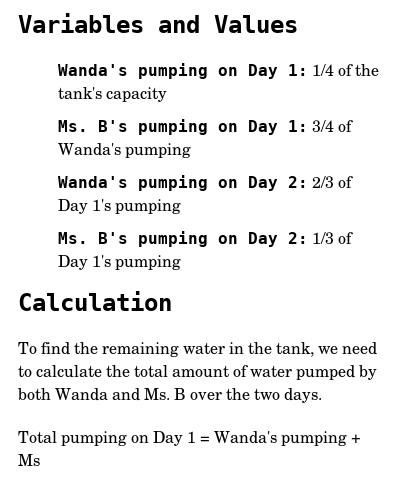 Variables and Values
Wanda's pumping on Day 1: 1/4 of the
tank's capacity
Ms. B's pumping on Day 1: 3/4 of
Wanda's pumping
Wanda's pumping on Day 2: 2/3 of
Day 1's pumping
Ms. B's pumping on Day 2: 1/3 of
Day 1's pumping
Calculation
To find the remaining water in the tank, we need
to calculate the total amount of water pumped by
both Wanda and Ms. B over the two days.
Total pumping on Day 1 = Wanda's pumping +
Ms